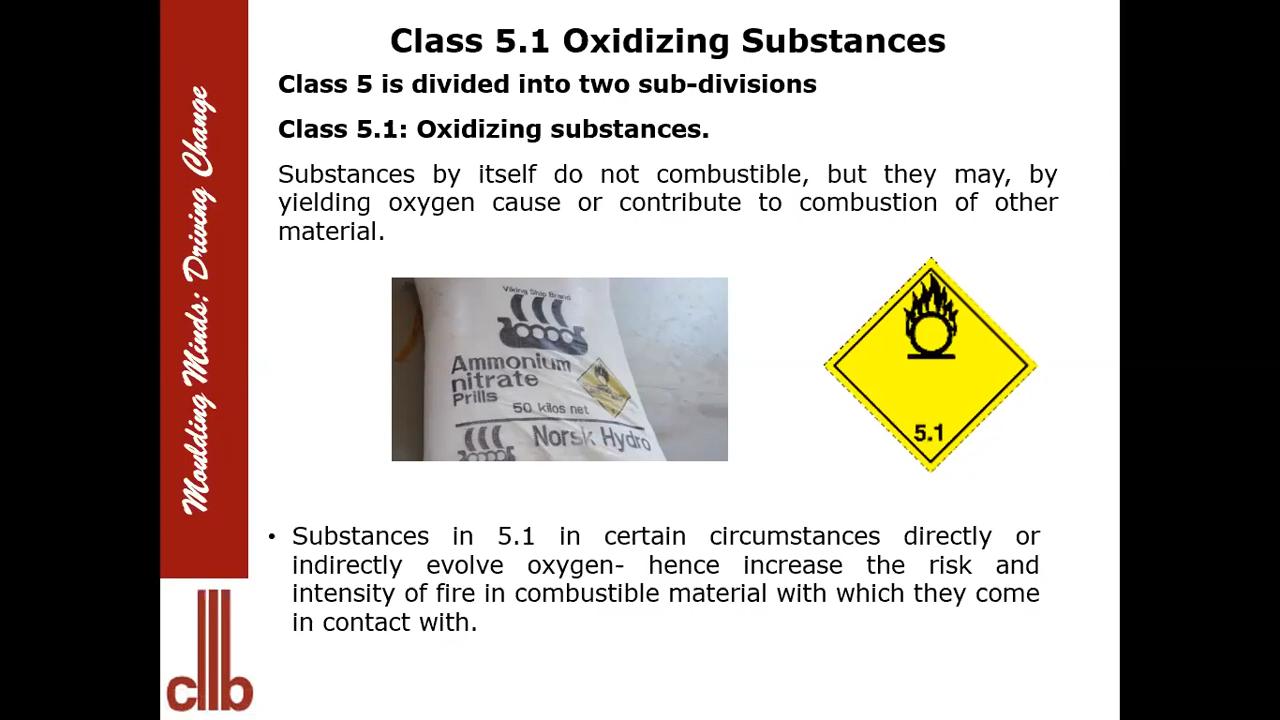 Class 5.1 Oxidizing Substances
Class 5 is divided into two sub-divisions
Class 5.1: Oxidizing substances.
Substances by itself do not combustible, but they may, by
yielding oxygen cause or contribute to combustion of other
material.
Viking Ship Brand
Ammonium
nitrate
Prills
50 kilos net
Norsk Hydro
5.1
• Substances in 5.1 in certain circumstances directly or
indirectly evolve oxygen- hence increase the risk and
intensity of fire in combustible material with which they come
in contact with.
Moulding Minds; Driving Change
cllb